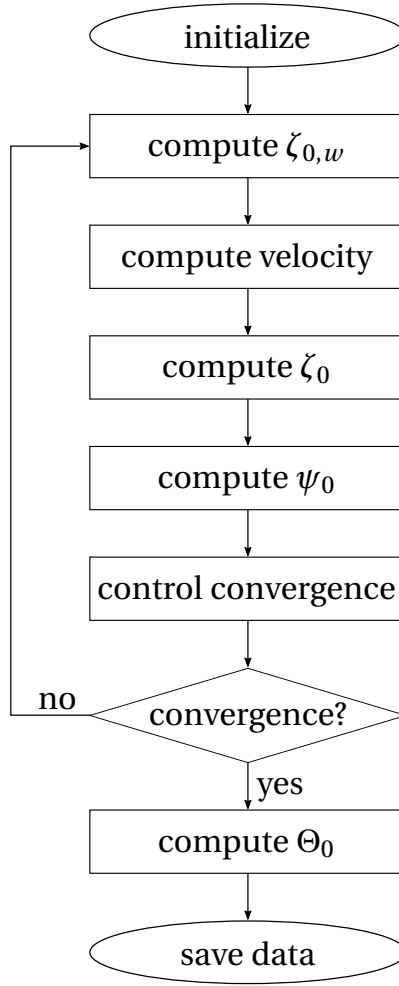 initialize
compute ζ₀,w
compute velocity
compute ζ₀
compute ψ₀
control convergence
no
convergence?
yes
compute Θ₀
save data